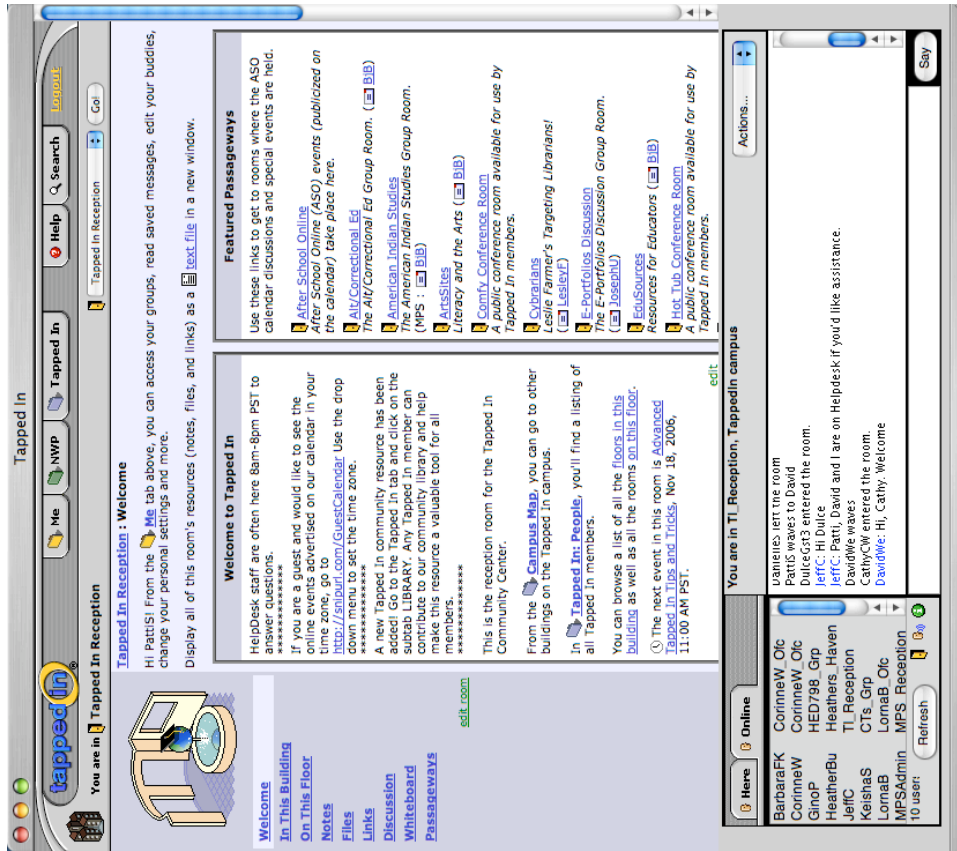 Tapped In
tapped in
Me
NWP
Tapped In
Help
Search
Logout
You are in Tapped In Reception
Tapped In Reception
Go!
Welcome
In This Building
On This Floor
Notes
Files
Links
Discussion
Whiteboard
Passageways
edit room
Tapped In Reception : Welcome
Hi PattiS! From the Me tab above, you can access your groups, read saved messages, edit your buddies,
change your personal settings and more.
Display all of this room's resources (notes, files, and links) as a text file in a new window.
Welcome to Tapped In
HelpDesk staff are often here 8am-8pm PST to
answer questions.
**************
If you are a guest and would like to see the
online events advertised on our calendar in your
time zone, go to
http://snipurl.com/GuestCalendar Use the drop
down menu to set the time zone.
**************
A new Tapped In community resource has been
added! Go to the Tapped In tab and click on the
subtab LIBRARY. Any Tapped In member can
contribute to our community library and help
make this resource a valuable tool for all
members.
**************
This is the reception room for the Tapped In
Community Center.
From the Campus Map, you can go to other
buildings on the Tapped In campus.
In Tapped In: People, you'll find a listing of
all Tapped In members.
You can browse a list of all the floors in this
building as well as all the rooms on this floor.
The next event in this room is Advanced
Tapped In Tips and Tricks, Nov 18, 2006,
11:00 AM PST.
edit
Featured Passageways
Use these links to get to rooms where the ASO
calendar discussions and special events are held.
After School Online
After School Online (ASO) events (publicized on
the calendar) take place here.
Alt/Correctional Ed
The Alt/Correctional Ed Group Room. ( BJB)
American Indian Studies
The American Indian Studies Group Room.
(MPS : BJB)
ArtsSites
Literacy and the Arts ( BJB)
Comfy Conference Room
A public conference room available for use by
Tapped In members.
Cybrarians
Leslie Farmer's Targeting Librarians!
( LesleyF)
E-Portfolios Discussion
The E-Portfolios Discussion Group Room.
( JosephU)
EduSources
Resources for Educators ( BJB)
Hot Tub Conference Room
A public conference room available for use by
Tapped In members.
Here
Online
BarbaraFK CorinneW_Ofc
CorinneW CorinneW_Ofc
GinoP HED798_Grp
HeatherBu Heathers_Haven
JeffC TI_Reception
KeishaS CTs_Grp
LornaB LornaB_Ofc
MPSAdmin MPS_Reception
10 user:
Refresh
You are in TI_Reception, TappedIn campus
Actions...
DanielleS left the room
PattiS waves to David
DulceGst3 entered the room.
JeffC: Hi Dulce
JeffC: Patti, David and I are on Helpdesk if you'd like assistance.
DavidWe waves
CathyCW entered the room.
DavidWe: Hi, Cathy. Welcome
Say